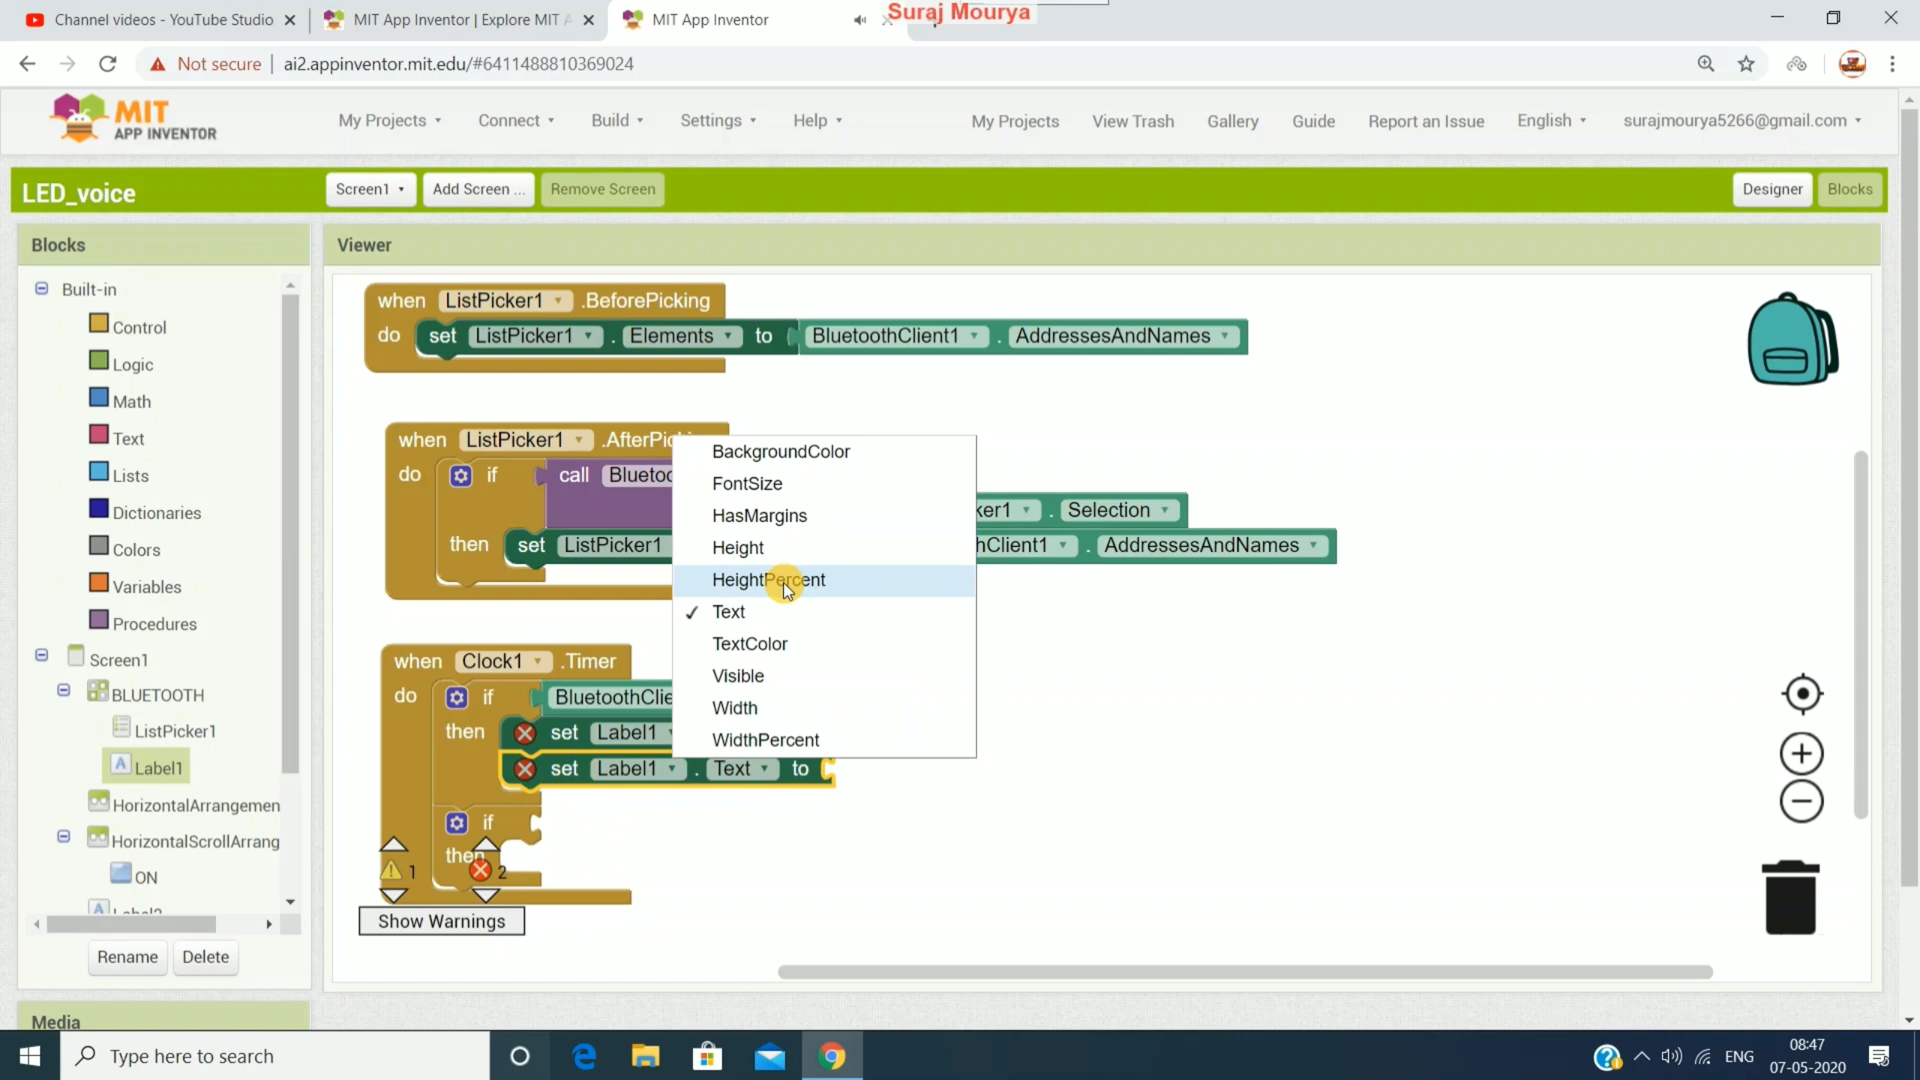 Channel videos - YouTube Studio
MIT App Inventor | Explore MIT A
MIT App Inventor
Suraj Mourya
Not secure | ai2.appinventor.mit.edu/#6411488810369024
MIT
APP INVENTOR
My Projects
Connect
Build
Settings
Help
My Projects
View Trash
Gallery
Guide
Report an Issue
English
surajmourya5266@gmail.com
LED_voice
Screen1
Add Screen ...
Remove Screen
Designer
Blocks
Blocks
Viewer
Built-in
Control
Logic
Math
Text
Lists
Dictionaries
Colors
Variables
Procedures
Screen1
BLUETOOTH
ListPicker1
Label1
HorizontalArrangemen
HorizontalScrollArrang
ON
Label2
Rename
Delete
Media
when ListPicker1 .BeforePicking
do set ListPicker1 . Elements to BluetoothClient1 . AddressesAndNames
when ListPicker1 .AfterPic
do if call Bluetoo
ker1 . Selection
then set ListPicker1
hClient1 . AddressesAndNames
BackgroundColor
FontSize
HasMargins
Height
HeightPercent
✓ Text
TextColor
Visible
Width
WidthPercent
when Clock1 .Timer
do if BluetoothClie
then set Label1
set Label1 . Text to
if
then
1
2
Show Warnings
Type here to search
ENG
08:47
07-05-2020